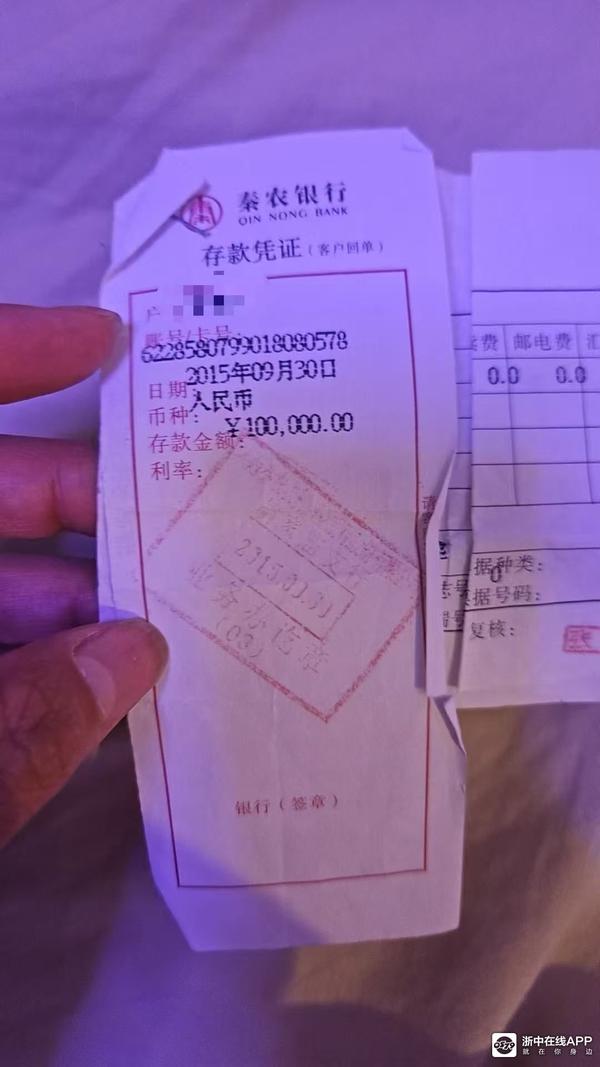 秦农银行
QIN NONG BANK
存款凭证（客户回单）
户
账号/卡号：
6228580799018080578
日期：2015年09月30日
币种：人民币
存款金额：￥100,000.00
利率：
业务办讫章
(03)
银行（签章）
费 邮电费 汇
0.0 0.0
据种类：
0
据号码：
复核：
浙中在线APP
就在你身边